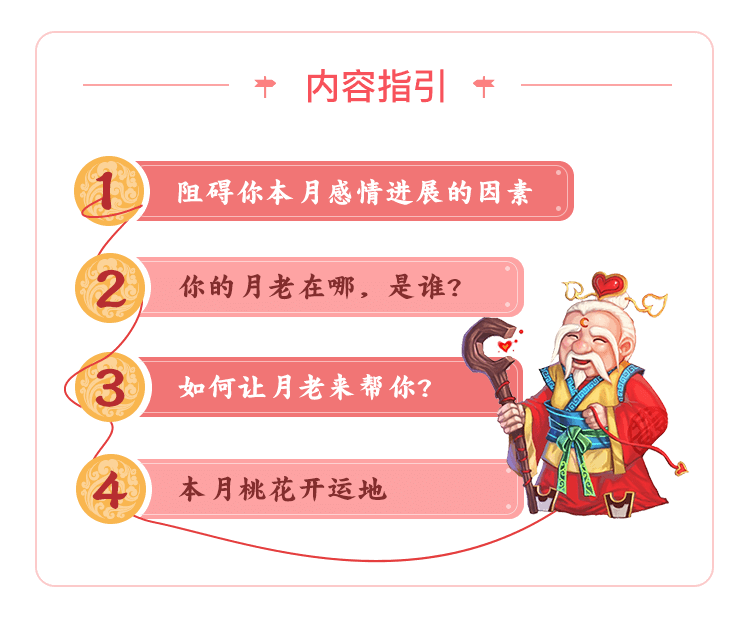 内容指引
1 阻碍你本月感情进展的因素
2 你的月老在哪，是谁？
3 如何让月老来帮你？
4 本月桃花开运地